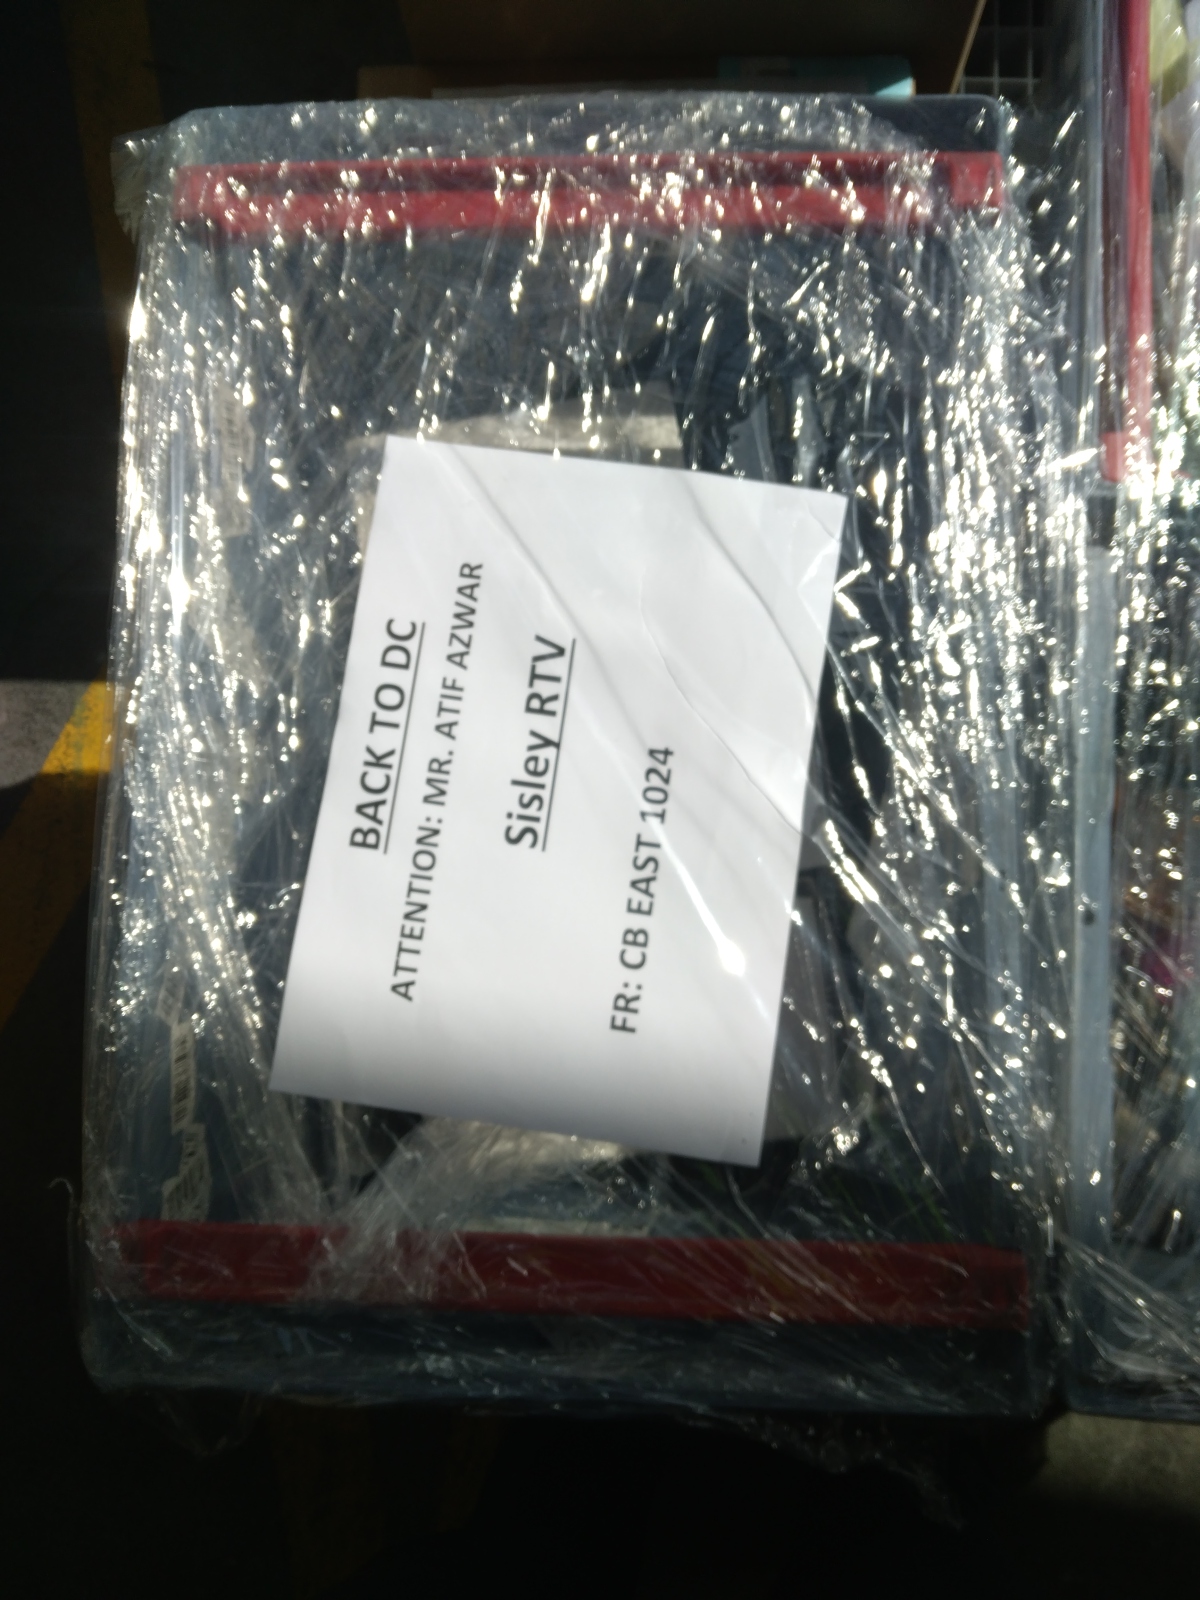 BACK TO DC
ATTENTION: MR. ATIF AZWAR
Sisley RTV
FR: CB EAST 1024